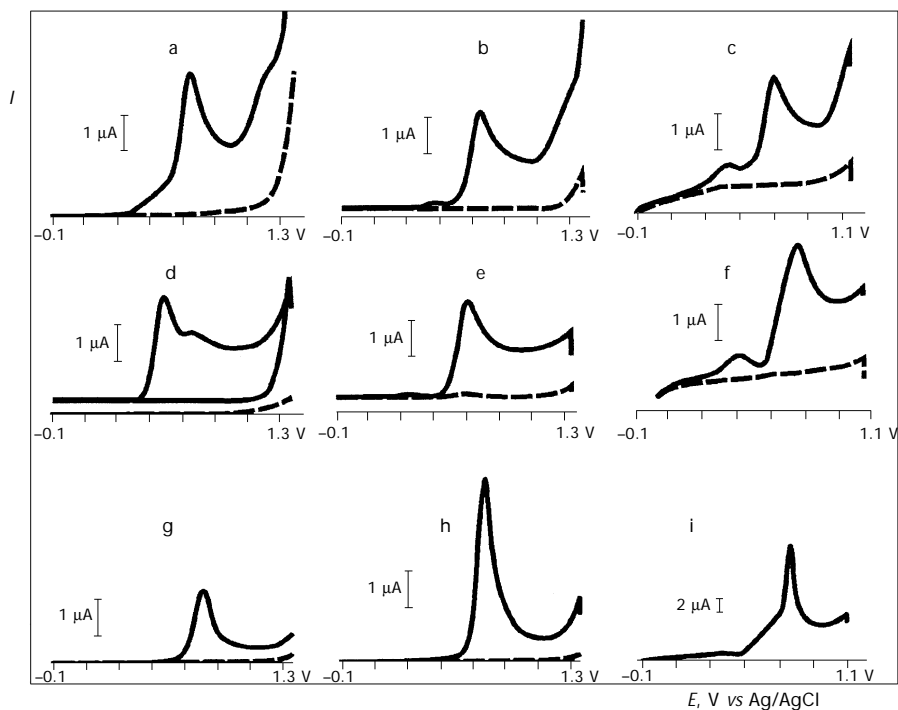 a
b
c
I
1 µA
1 µA
1 µA
–0.1
1.3 V
–0.1
1.3 V
–0.1
1.1 V
d
e
f
1 µA
1 µA
1 µA
–0.1
1.3 V
–0.1
1.3 V
–0.1
1.1 V
g
h
i
1 µA
1 µA
2 µA
–0.1
1.3 V
–0.1
1.3 V
–0.1
1.1 V
E, V vs Ag/AgCl